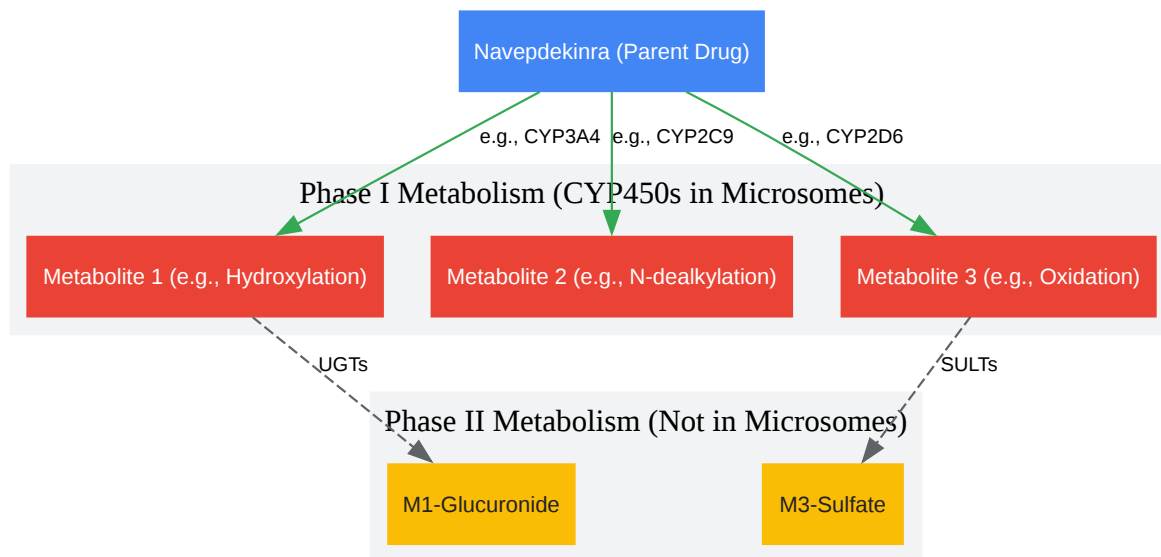 Navepdekinra (Parent Drug)
e.g., CYP3A4
e.g., CYP2C9
e.g., CYP2D6
Phase I Metabolism (CYP450s in Microsomes)
Metabolite 1 (e.g., Hydroxylation)
Metabolite 2 (e.g., N-dealkylation)
Metabolite 3 (e.g., Oxidation)
UGTs
SULTs
Phase II Metabolism (Not in Microsomes)
M1-Glucuronide
M3-Sulfate